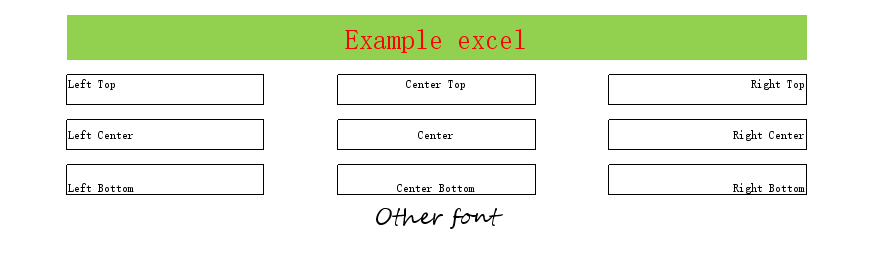 Example excel
Left Top Center Top Right Top
Left Center Center Right Center
Left Bottom Center Bottom Right Bottom
Other font